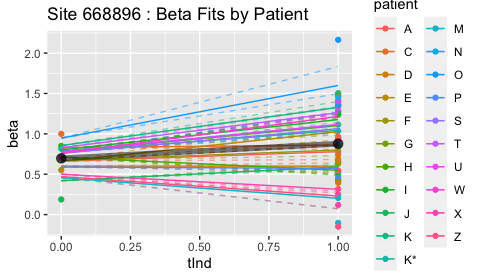 Site 668896 : Beta Fits by Patient
beta
2.0
1.5
1.0
0.5
0.0
0.00
0.25
0.50
0.75
1.00
tInd
patient
A
C
D
E
F
G
H
I
J
K
K*
M
N
O
P
S
T
U
W
X
Z